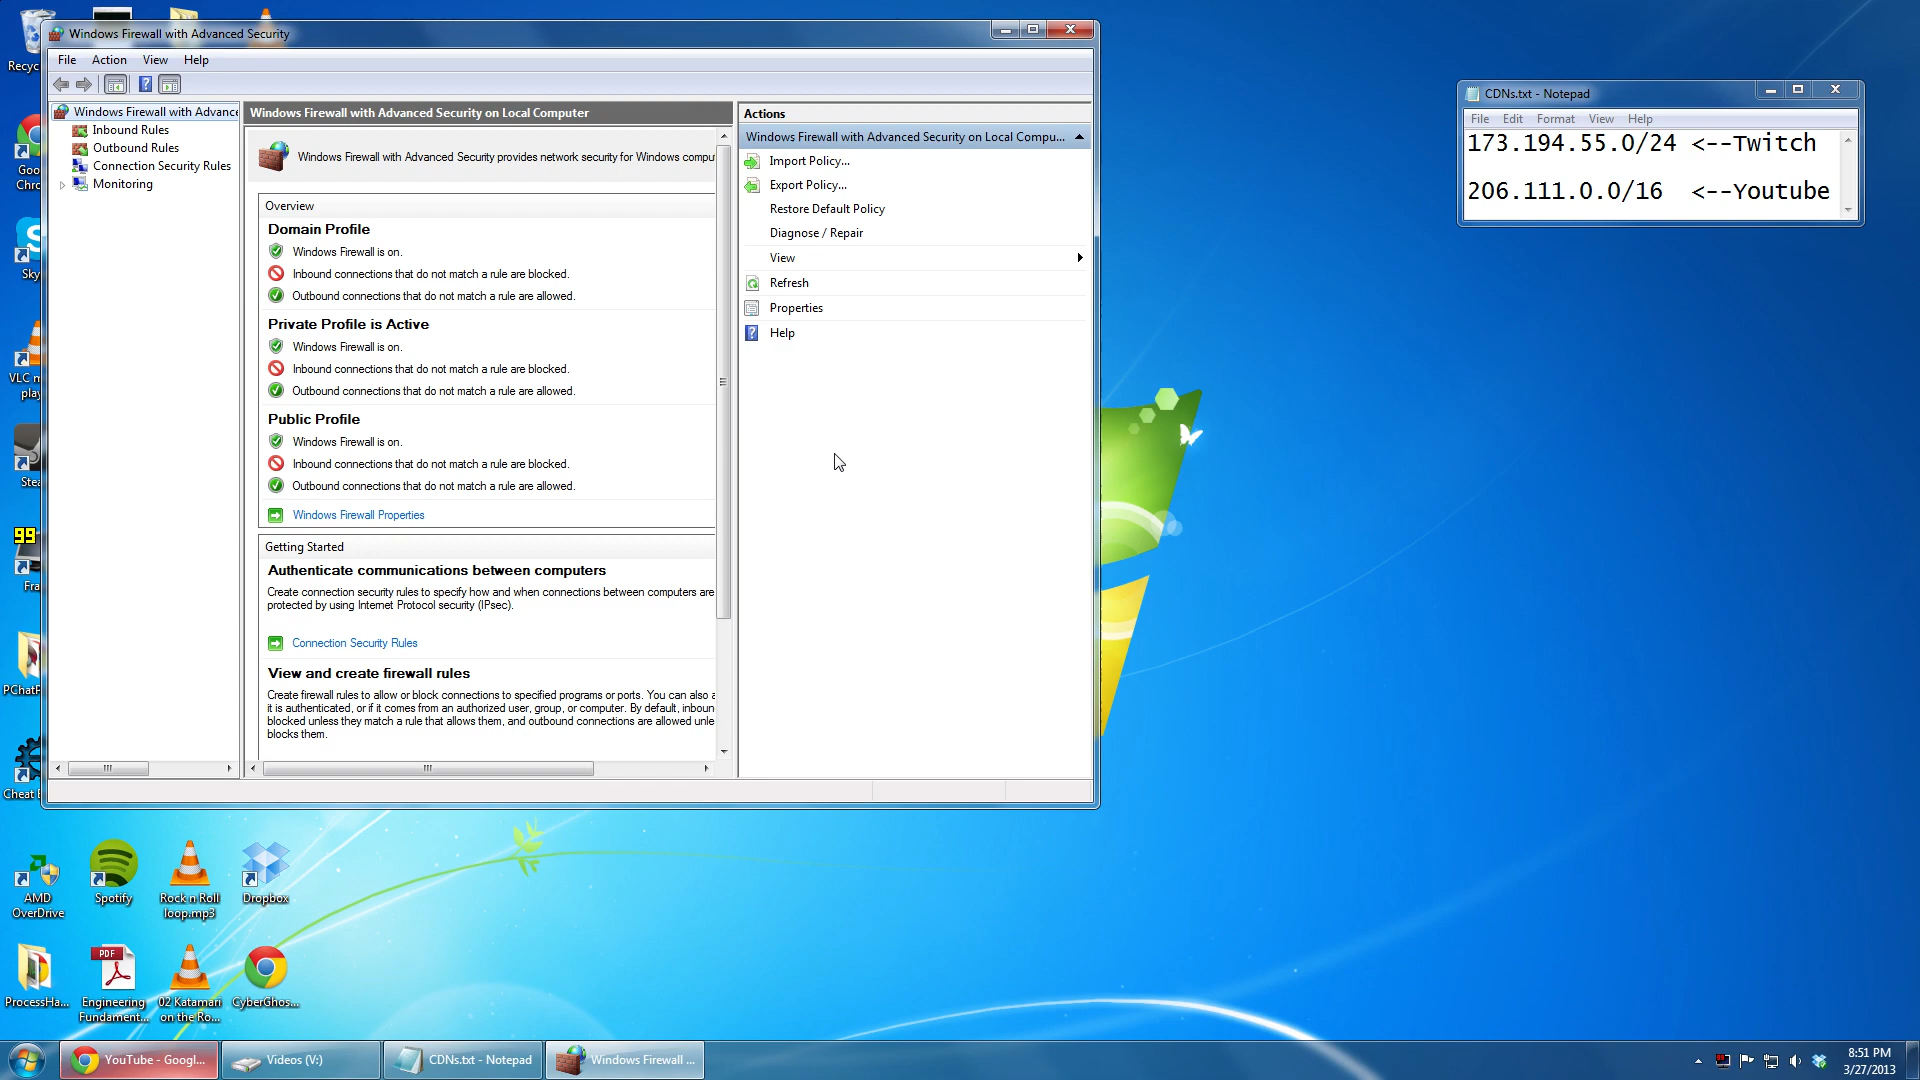 Windows Firewall with Advanced Security
File Action View Help
Windows Firewall with Advance
Inbound Rules
Outbound Rules
Connection Security Rules
Monitoring
Windows Firewall with Advanced Security on Local Computer
Windows Firewall with Advanced Security provides network security for Windows
Overview
Domain Profile
Windows Firewall is on.
Inbound connections that do not match a rule are blocked.
Outbound connections that do not match a rule are allowed.
Private Profile is Active
Windows Firewall is on.
Inbound connections that do not match a rule are blocked.
Outbound connections that do not match a rule are allowed.
Public Profile
Windows Firewall is on.
Inbound connections that do not match a rule are blocked.
Outbound connections that do not match a rule are allowed.
Windows Firewall Properties
Getting Started
Authenticate communications between computers
Create connection security rules to specify how and when connections between computers are
protected by using Internet Protocol security (IPsec).
Connection Security Rules
View and create firewall rules
Create firewall rules to allow or block connections to specified programs or ports. You can also a
it is authenticated, or if it comes from an authorized user, group, or computer. By default, inboun
blocked unless they match a rule that allows them, and outbound connections are allowed unle
blocks them.
Actions
Windows Firewall with Advanced Security on Local Compu...
Import Policy...
Export Policy...
Restore Default Policy
Diagnose / Repair
View
Refresh
Properties
Help
CDNs.txt - Notepad
File Edit Format View Help
173.194.55.0/24 <--Twitch
206.111.0.0/16 <--Youtube
Recyc
Goo
Chro
Sky
VLC m
play
Stea
99
Fra
PChatP
Cheat E
AMD
OverDrive
Spotify
Rock n Roll
loop.mp3
Dropbox
ProcessHa...
PDF
Engineering
Fundament...
02 Katamari
on the Ro...
CyberGhos...
YouTube - Googl...
Videos (V:)
CDNs.txt - Notepad
Windows Firewall ...
8:51 PM
3/27/2013